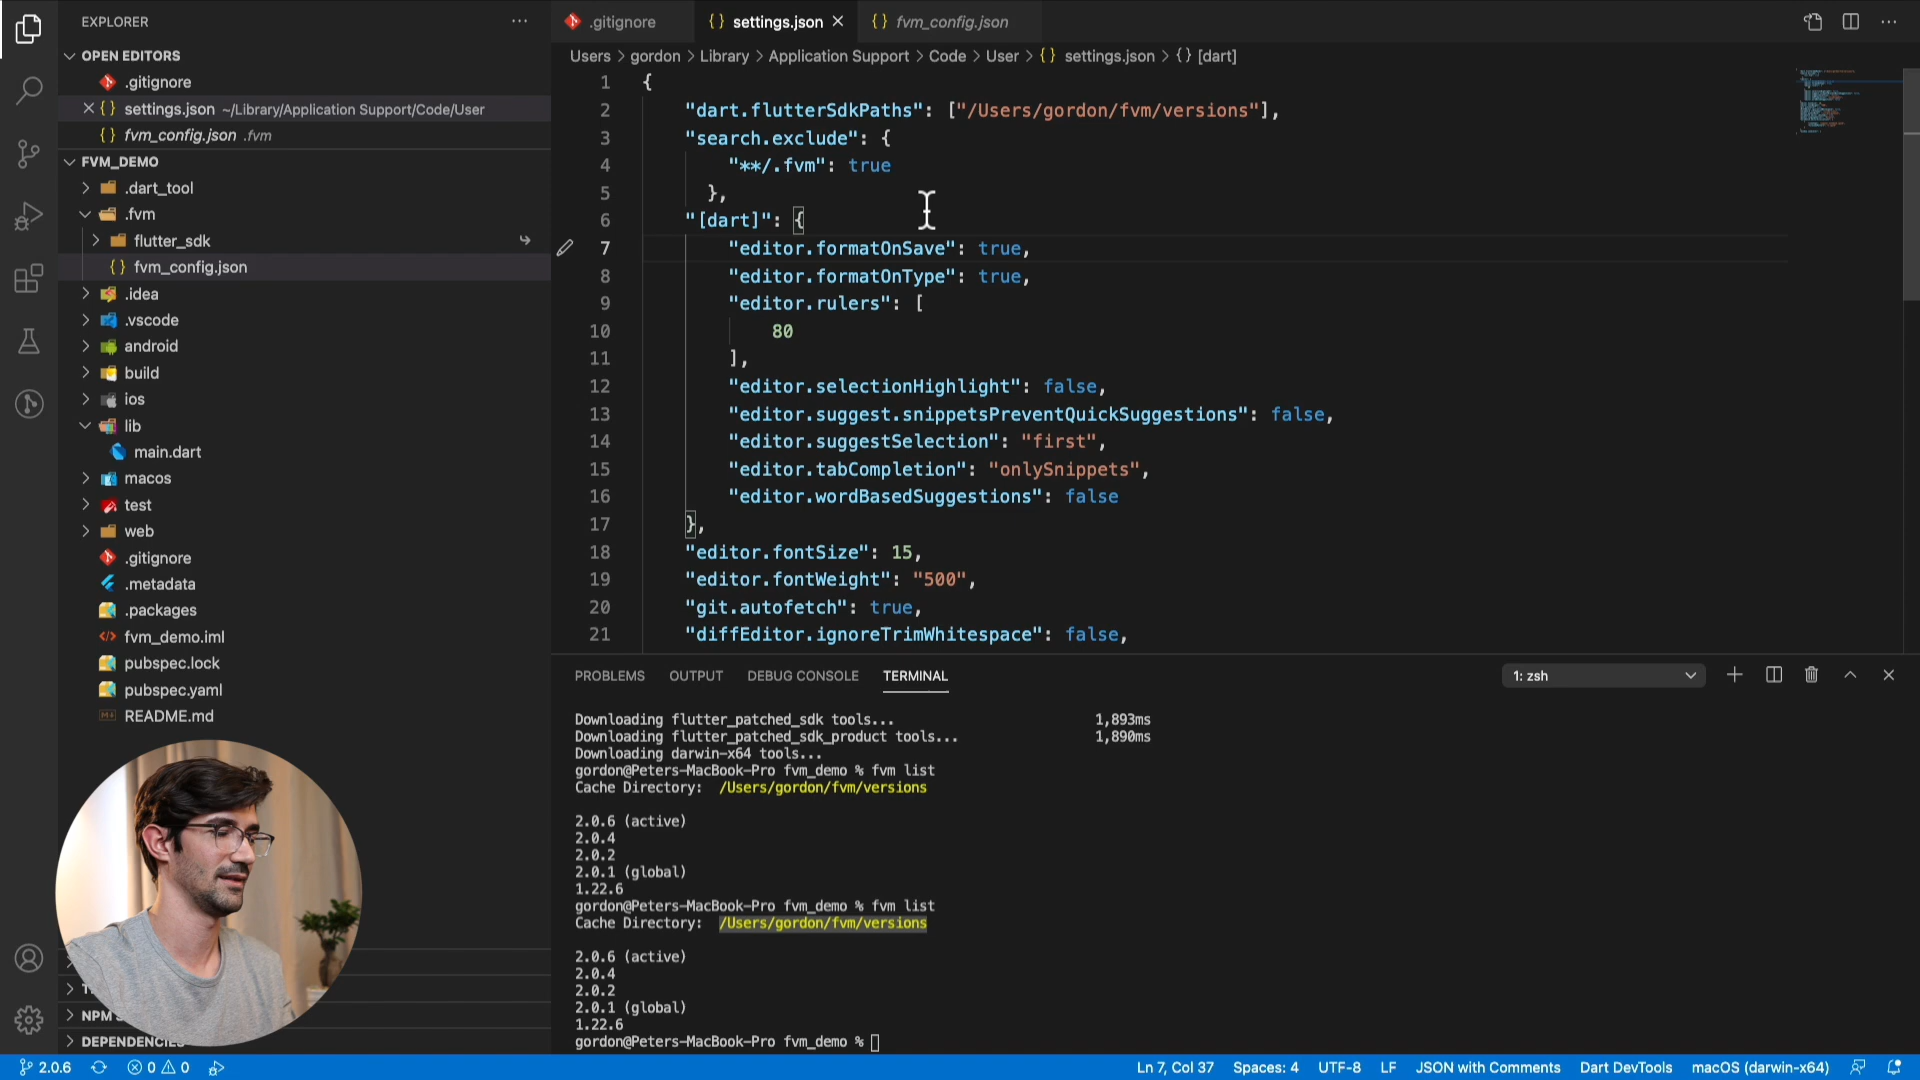 EXPLORER
OPEN EDITORS
.gitignore
settings.json ~/Library/Application Support/Code/User
fvm_config.json .fvm
FVM_DEMO
.dart_tool
.fvm
flutter_sdk
fvm_config.json
.idea
.vscode
android
build
ios
lib
main.dart
macos
test
web
.gitignore
.metadata
.packages
fvm_demo.iml
pubspec.lock
pubspec.yaml
README.md
NPM
DEPENDENCIES
.gitignore
settings.json
fvm_config.json
Users > gordon > Library > Application Support > Code > User > {} settings.json > {} [dart]
1 {
2 "dart.flutterSdkPaths": ["/Users/gordon/fvm/versions"],
3 "search.exclude": {
4 "**/.fvm": true
5 },
6 "[dart]": {
7 "editor.formatOnSave": true,
8 "editor.formatOnType": true,
9 "editor.rulers": [
10 80
11 ],
12 "editor.selectionHighlight": false,
13 "editor.suggest.snippetsPreventQuickSuggestions": false,
14 "editor.suggestSelection": "first",
15 "editor.tabCompletion": "onlySnippets",
16 "editor.wordBasedSuggestions": false
17 },
18 "editor.fontSize": 15,
19 "editor.fontWeight": "500",
20 "git.autofetch": true,
21 "diffEditor.ignoreTrimWhitespace": false,
PROBLEMS OUTPUT DEBUG CONSOLE TERMINAL 1: zsh
Downloading flutter_patched_sdk tools... 1,893ms
Downloading flutter_patched_sdk_product tools... 1,890ms
Downloading darwin-x64 tools...
gordon@Peters-MacBook-Pro fvm_demo % fvm list
Cache Directory: /Users/gordon/fvm/versions
2.0.6 (active)
2.0.4
2.0.2
2.0.1 (global)
1.22.6
gordon@Peters-MacBook-Pro fvm_demo % fvm list
Cache Directory: /Users/gordon/fvm/versions
2.0.6 (active)
2.0.4
2.0.2
2.0.1 (global)
1.22.6
gordon@Peters-MacBook-Pro fvm_demo %
2.0.6 0 0 Ln 7, Col 37 Spaces: 4 UTF-8 LF JSON with Comments Dart DevTools macOS (darwin-x64)